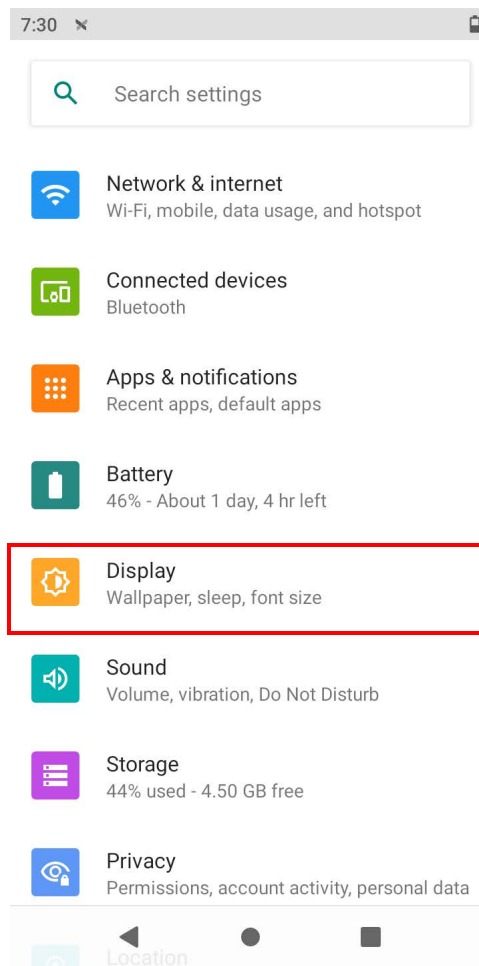 7:30
Search settings
Network & internet
Wi-Fi, mobile, data usage, and hotspot
Connected devices
Bluetooth
Apps & notifications
Recent apps, default apps
Battery
46% - About 1 day, 4 hr left
Display
Wallpaper, sleep, font size
Sound
Volume, vibration, Do Not Disturb
Storage
44% used - 4.50 GB free
Privacy
Permissions, account activity, personal data
Location